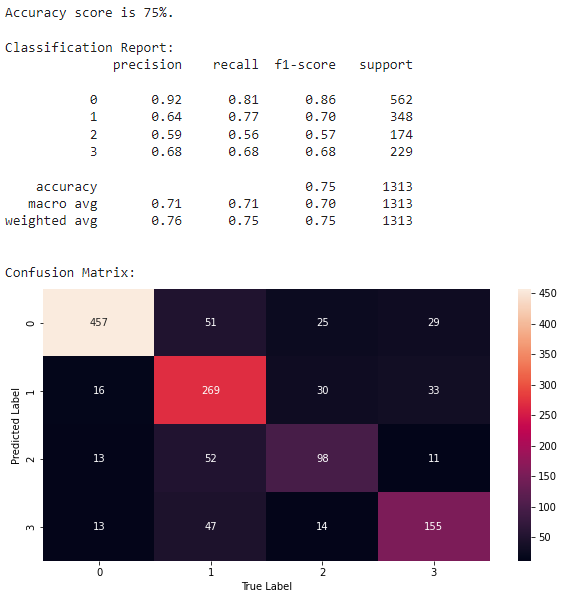 Accuracy score is 75%.
Classification Report:
precision recall f1-score support
0 0.92 0.81 0.86 562
1 0.64 0.77 0.70 348
2 0.59 0.56 0.57 174
3 0.68 0.68 0.68 229
accuracy 0.75 1313
macro avg 0.71 0.71 0.70 1313
weighted avg 0.76 0.75 0.75 1313
Confusion Matrix:
0 457 51 25 29
1 16 269 30 33
2 13 52 98 11
3 13 47 14 155
0 1 2 3
True Label
Predicted Label
450
400
350
300
250
200
150
100
50